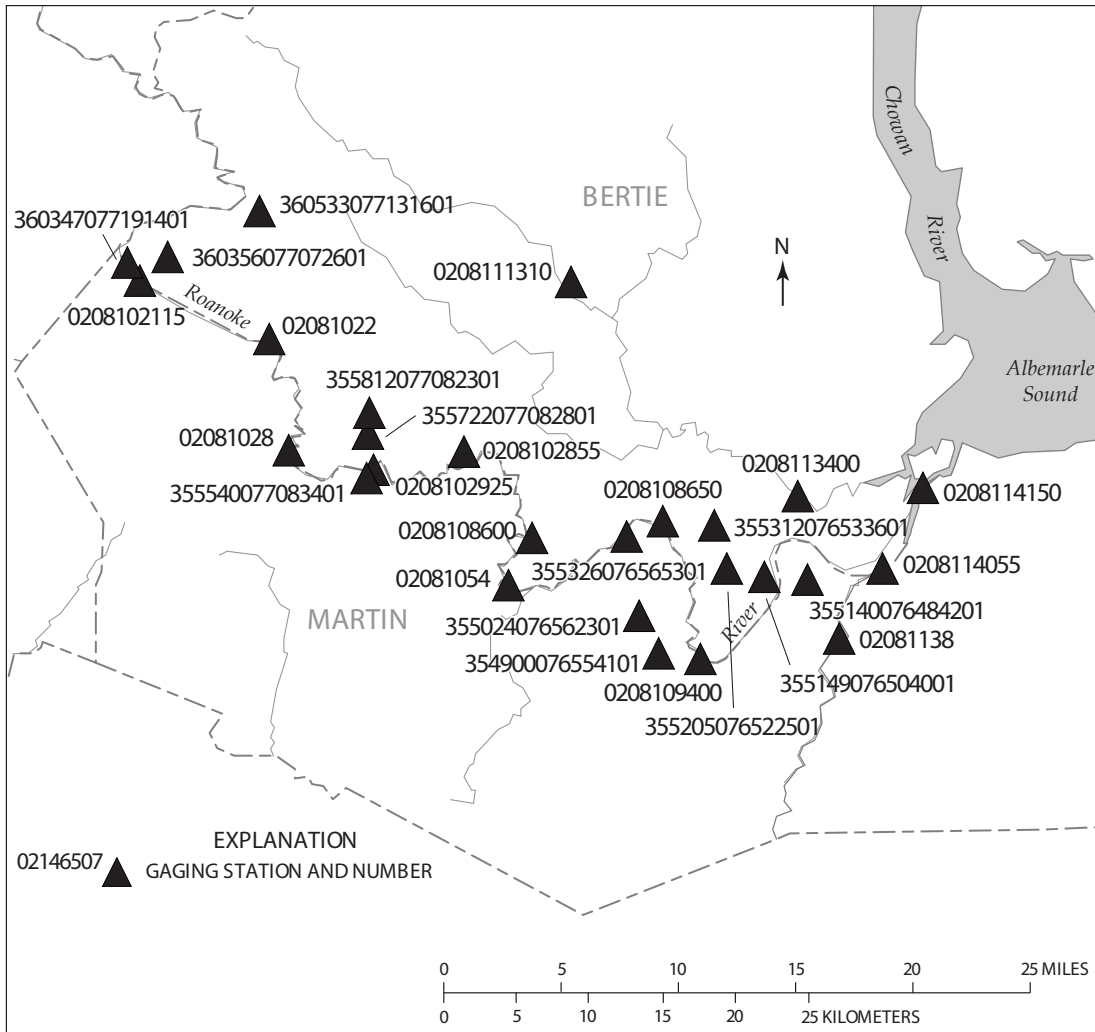 Chowan
River
360533077131601
BERTIE
360347077191401
360356077072601
N
0208111310
Roanoke
0208102115
02081022
Albemarle
Sound
355812077082301
355722077082801
02081028
0208102855
0208113400
3555540077083401
0208102925
0208114150
0208108650
355312076533601
0208108600
355326076565301
0208114055
02081054
355140076484201
MARTIN
355024076562301
River
02081138
3549000076554101
0208109400
355149076504001
355205076522501
EXPLANATION
02146507
GAGING STATION AND NUMBER
0 5 10 15 20 25 MILES
0 5 10 15 20 25 KILOMETERS